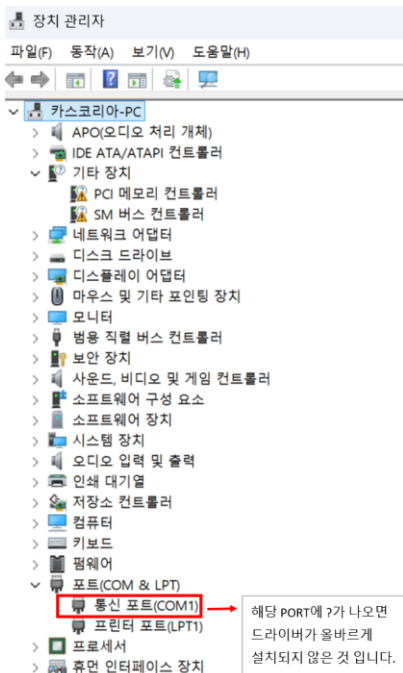 장치 관리자
파일(F) 동작(A) 보기(V) 도움말(H)
카스코리아-PC
APO(오디오 처리 개체)
IDE ATA/ATAPI 컨트롤러
기타 장치
PCI 메모리 컨트롤러
SM 버스 컨트롤러
네트워크 어댑터
디스크 드라이브
디스플레이 어댑터
마우스 및 기타 포인팅 장치
모니터
범용 직렬 버스 컨트롤러
보안 장치
사운드, 비디오 및 게임 컨트롤러
소프트웨어 구성 요소
소프트웨어 장치
시스템 장치
오디오 입력 및 출력
인쇄 대기열
저장소 컨트롤러
컴퓨터
키보드
펌웨어
포트(COM & LPT)
통신 포트(COM1)
프린터 포트(LPT1)
프로세서
휴먼 인터페이스 장치
해당 PORT에 ?가 나오면
드라이버가 올바르게
설치되지 않은 것 입니다.